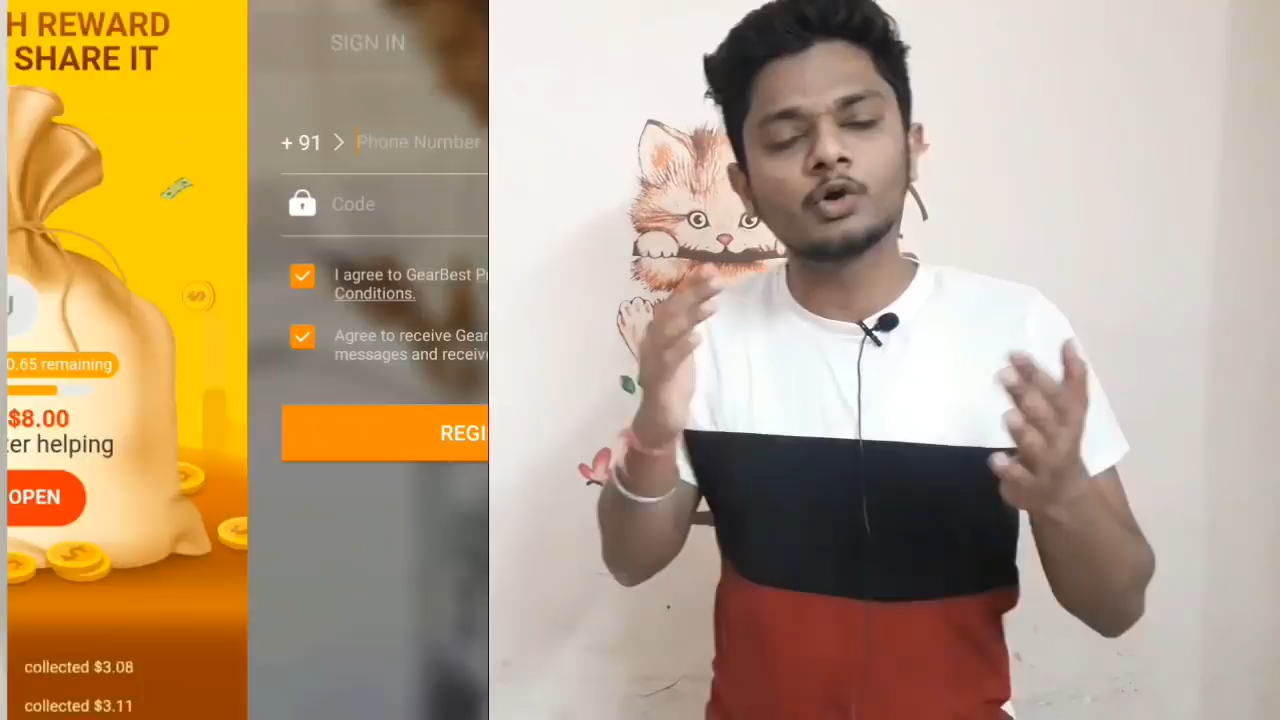 H REWARD
SHARE IT
0.65 remaining
$8.00
ter helping
OPEN
collected $3.08
collected $3.11
SIGN IN
+ 91
Phone Number
Code
I agree to GearBest P
Conditions.
Agree to receive Gear
messages and receiv
REGI